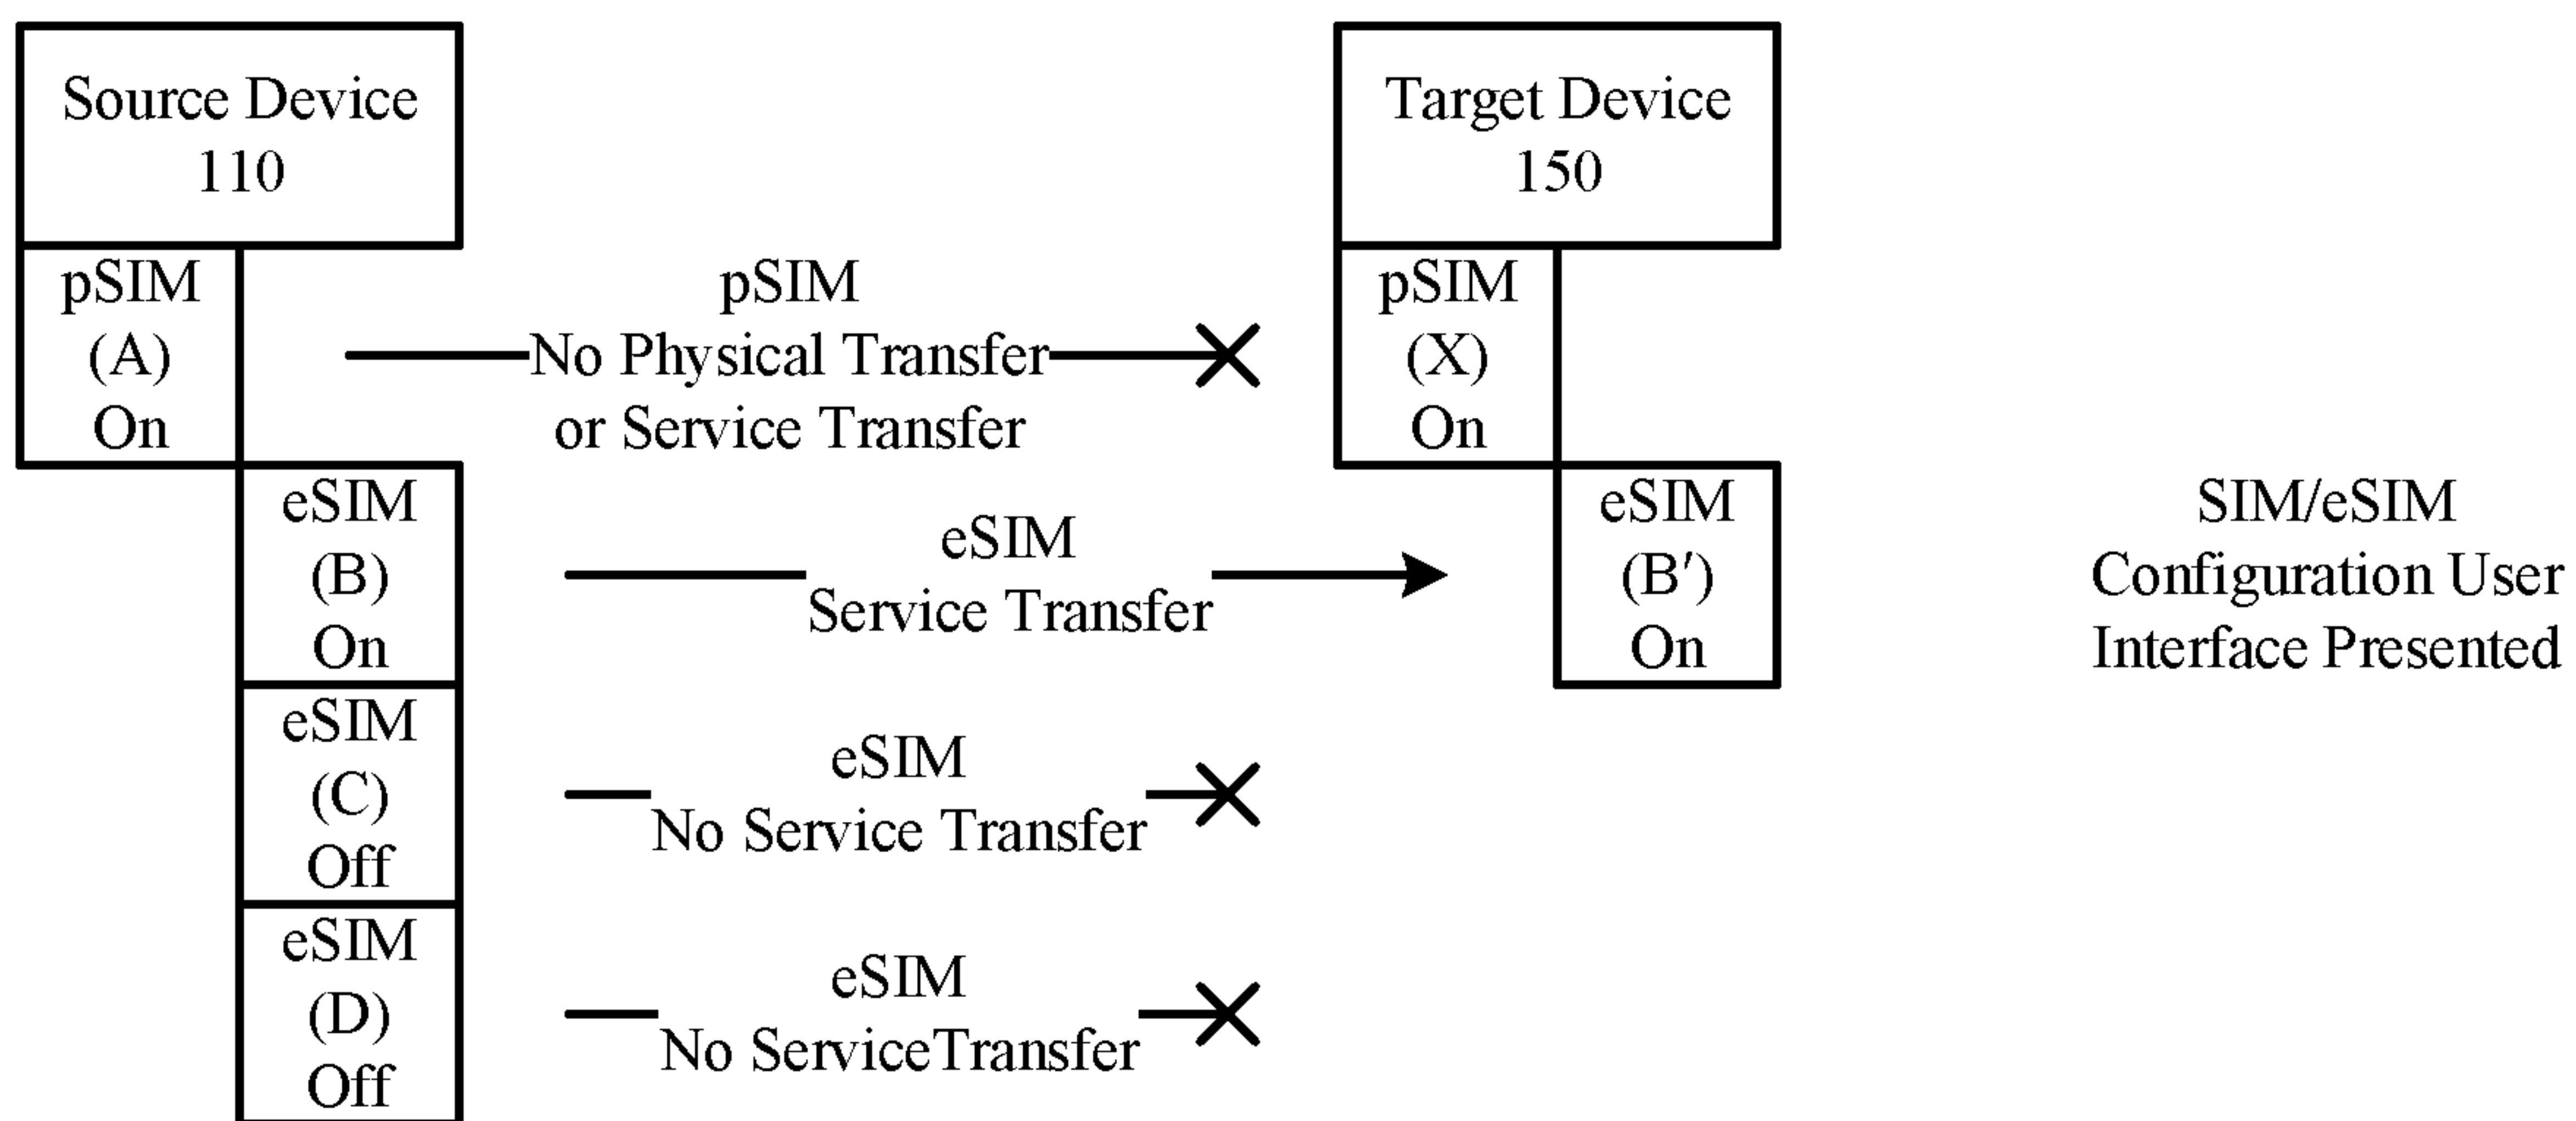 Source Device
110
Target Device
150
pSIM
(A)
On
pSIM
No Physical Transfer
or Service Transfer
pSIM
(X)
On
eSIM
(B)
On
eSIM
Service Transfer
eSIM
(B′)
On
SIM/eSIM
Configuration User
Interface Presented
eSIM
(C)
Off
eSIM
No Service Transfer
eSIM
(D)
Off
eSIM
No ServiceTransfer